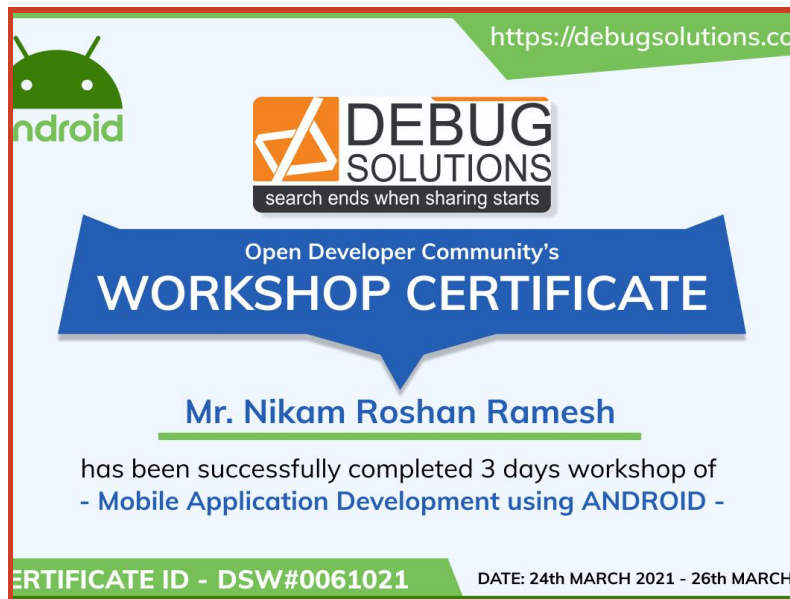 https://debugsolutions.co
ndroid
DEBUG
SOLUTIONS
search ends when sharing starts
Open Developer Community's
WORKSHOP CERTIFICATE
Mr. Nikam Roshan Ramesh
has been successfully completed 3 days workshop of
- Mobile Application Development using ANDROID -
ERTIFICATE ID - DSW#0061021
DATE: 24th MARCH 2021 - 26th MARCH